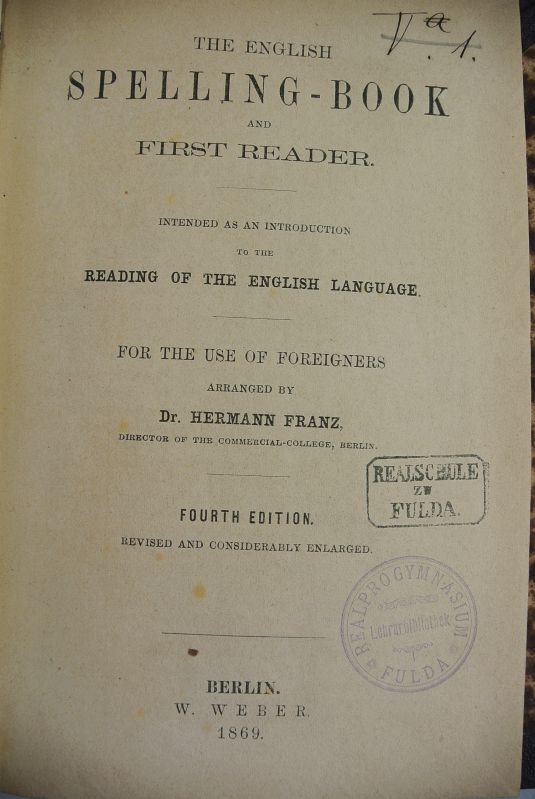 Va 1.
THE ENGLISH
SPELLING-BOOK
AND
FIRST READER.
INTENDED AS AN INTRODUCTION
TO THE
READING OF THE ENGLISH LANGUAGE.
FOR THE USE OF FOREIGNERS
ARRANGED BY
Dr. HERMANN FRANZ,
DIRECTOR OF THE COMMERCIAL-COLLEGE, BERLIN.
REALSCHULE
ZU
FULDA.
FOURTH EDITION.
REVISED AND CONSIDERABLY ENLARGED.
REALPROGYMNASIUM
Lehrerbibliothek
FULDA
BERLIN.
W. WEBER.
1869.